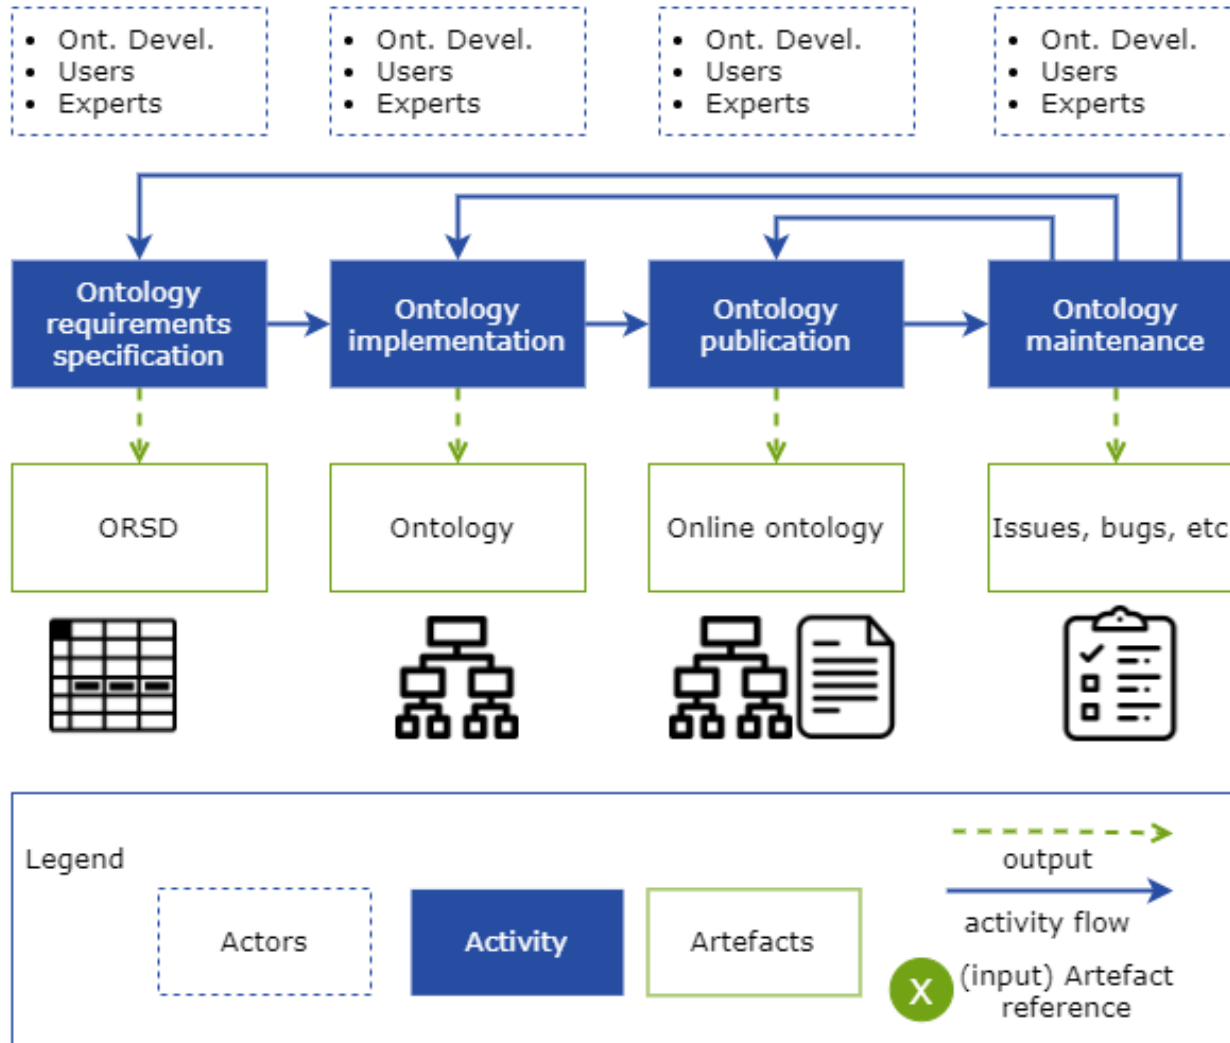 • Ont. Devel.
• Users
• Experts
• Ont. Devel.
• Users
• Experts
• Ont. Devel.
• Users
• Experts
• Ont. Devel.
• Users
• Experts
Ontology
requirements
specification
Ontology
implementation
Ontology
publication
Ontology
maintenance
ORSD
Ontology
Online ontology
Issues, bugs, etc
Legend
Actors
Activity
Artefacts
output
activity flow
X
(input) Artefact
reference